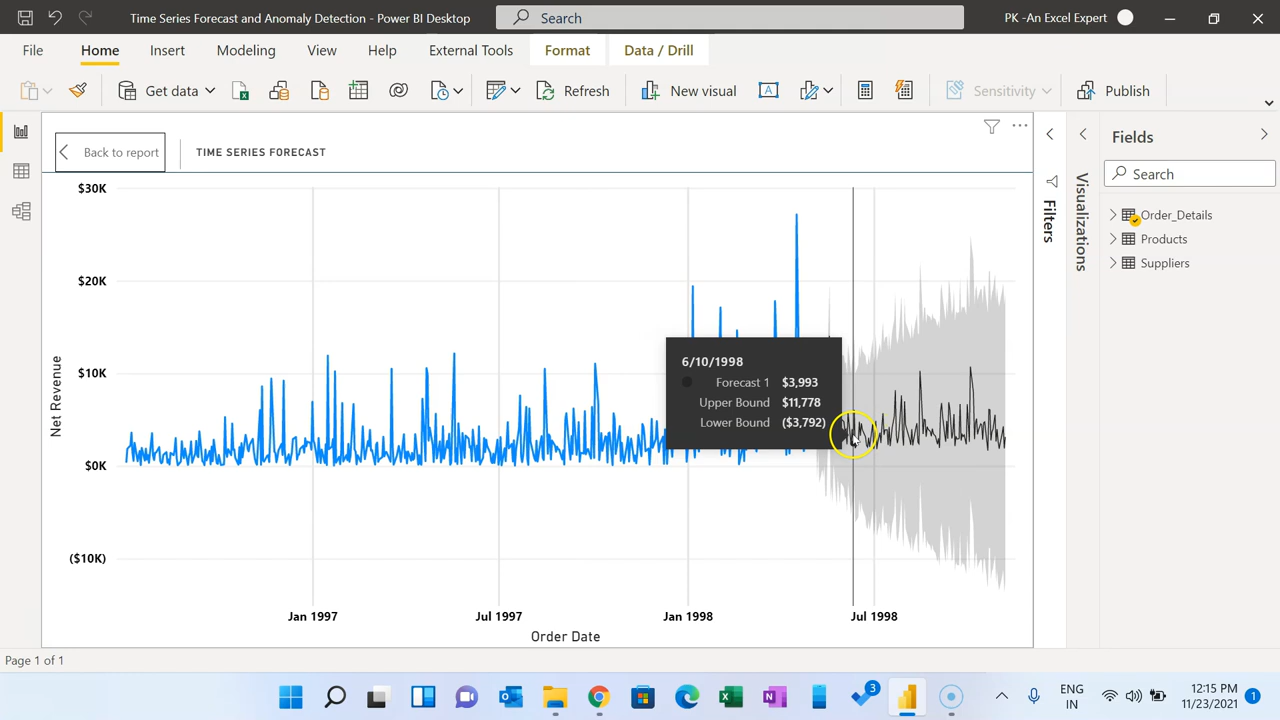 Time Series Forecast and Anomaly Detection - Power BI Desktop
Search
PK -An Excel Expert
File
Home
Insert
Modeling
View
Help
External Tools
Format
Data / Drill
Get data
Refresh
New visual
A
Sensitivity
Publish
Back to report
TIME SERIES FORECAST
Fields
Search
Order_Details
Products
Suppliers
Filters
Visualizations
$30K
$20K
$10K
$0K
($10K)
Net Revenue
6/10/1998
Forecast 1 $3,993
Upper Bound $11,778
Lower Bound ($3,792)
Jan 1997
Jul 1997
Jan 1998
Jul 1998
Order Date
Page 1 of 1
3
ENG
IN
12:15 PM
11/23/2021
1